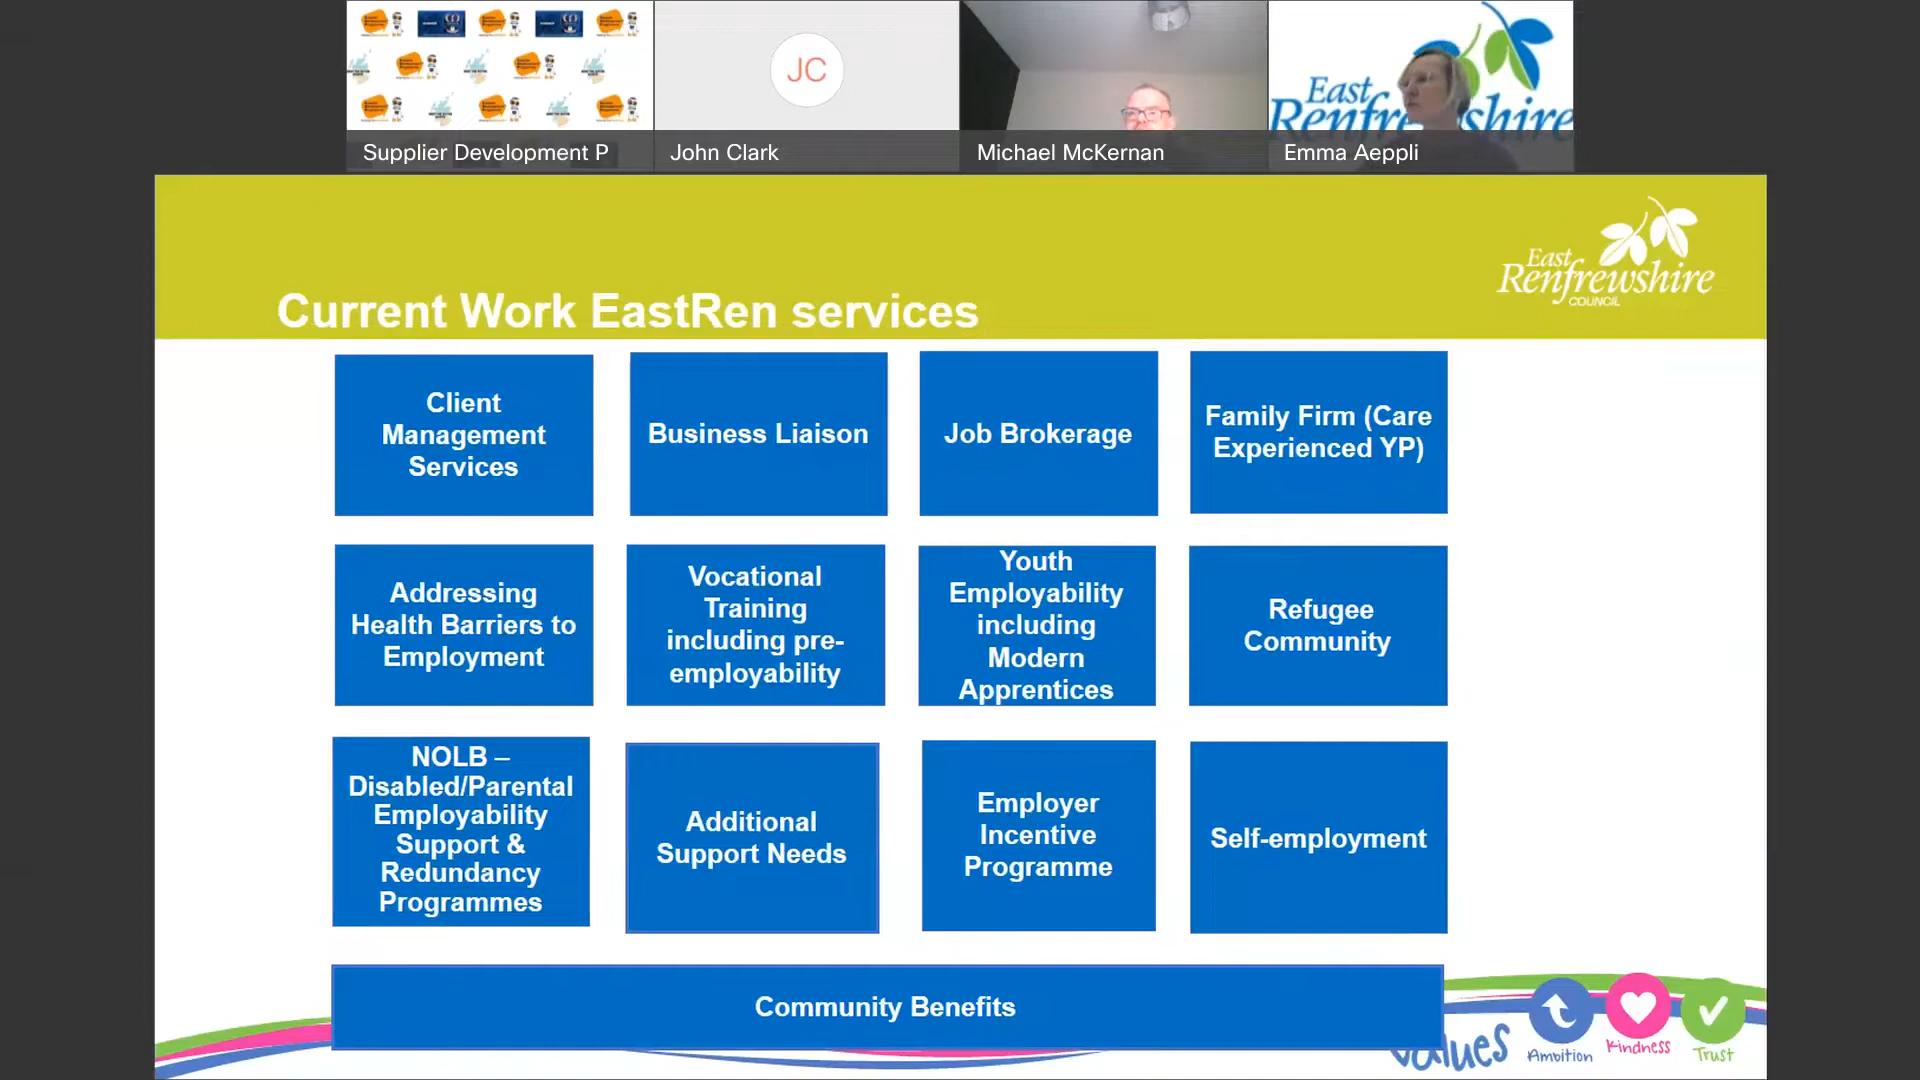 Supplier Development P
JC
John Clark
Michael McKernan
East
Renfrewshire
Emma Aeppli
East
Renfrewshire
COUNCIL
Current Work EastRen services
Client
Management
Services
Business Liaison
Job Brokerage
Family Firm (Care
Experienced YP)
Addressing
Health Barriers to
Employment
Vocational
Training
including pre-
employability
Youth
Employability
including
Modern
Apprentices
Refugee
Community
NOLB –
Disabled/Parental
Employability
Support &
Redundancy
Programmes
Additional
Support Needs
Employer
Incentive
Programme
Self-employment
Community Benefits
values
Ambition
Kindness
Trust